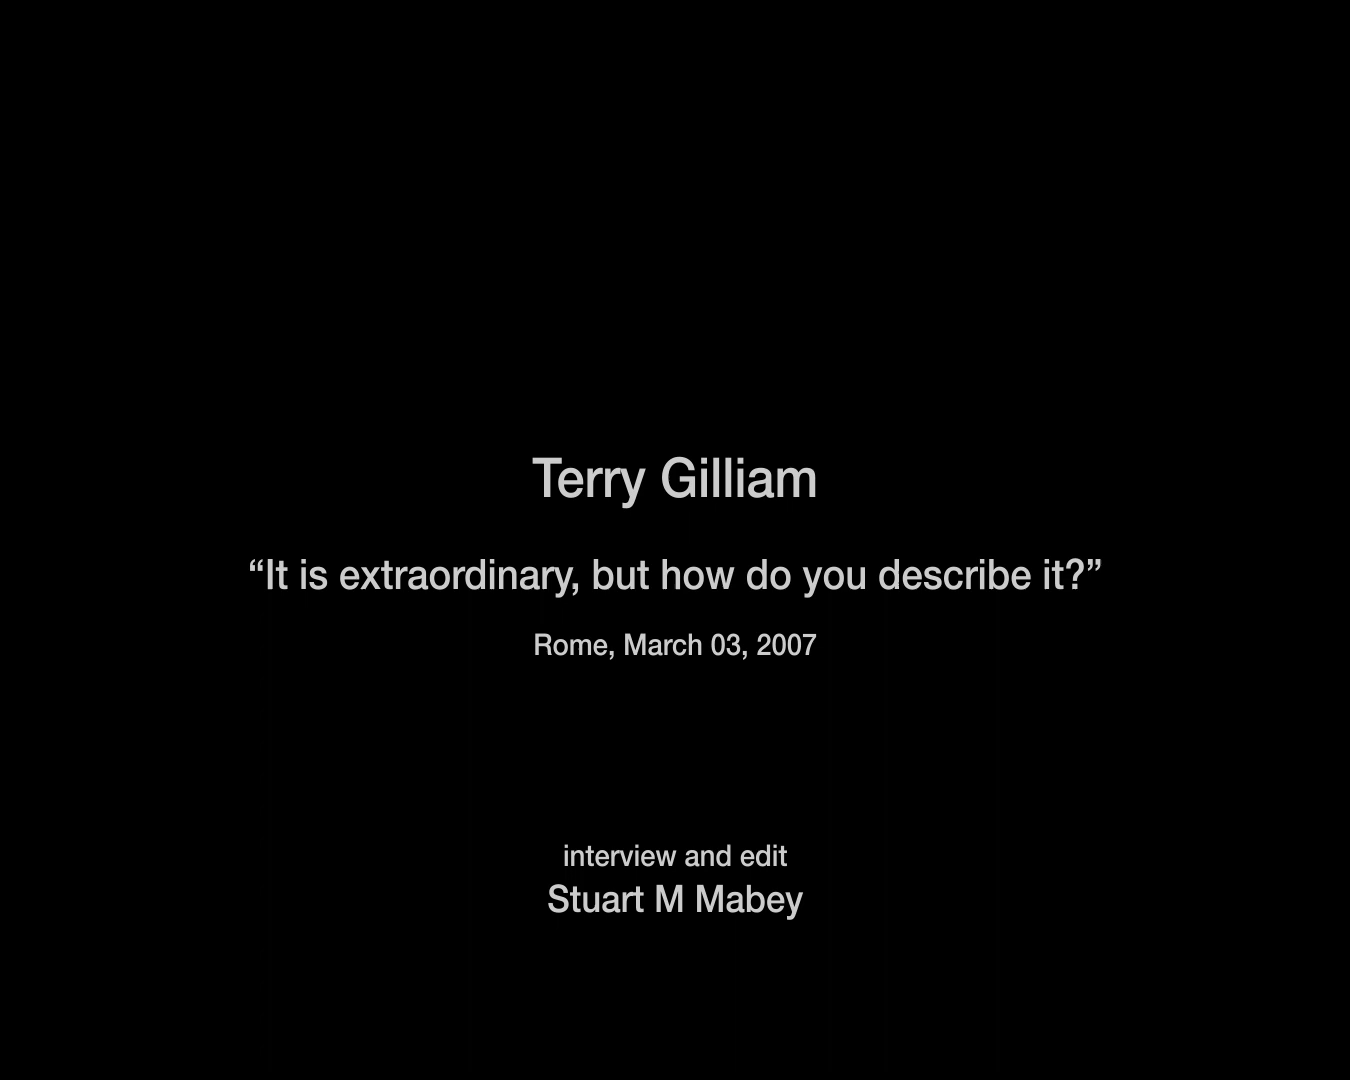 Terry Gilliam
“It is extraordinary, but how do you describe it?”
Rome, March 03, 2007
interview and edit
Stuart M Mabey